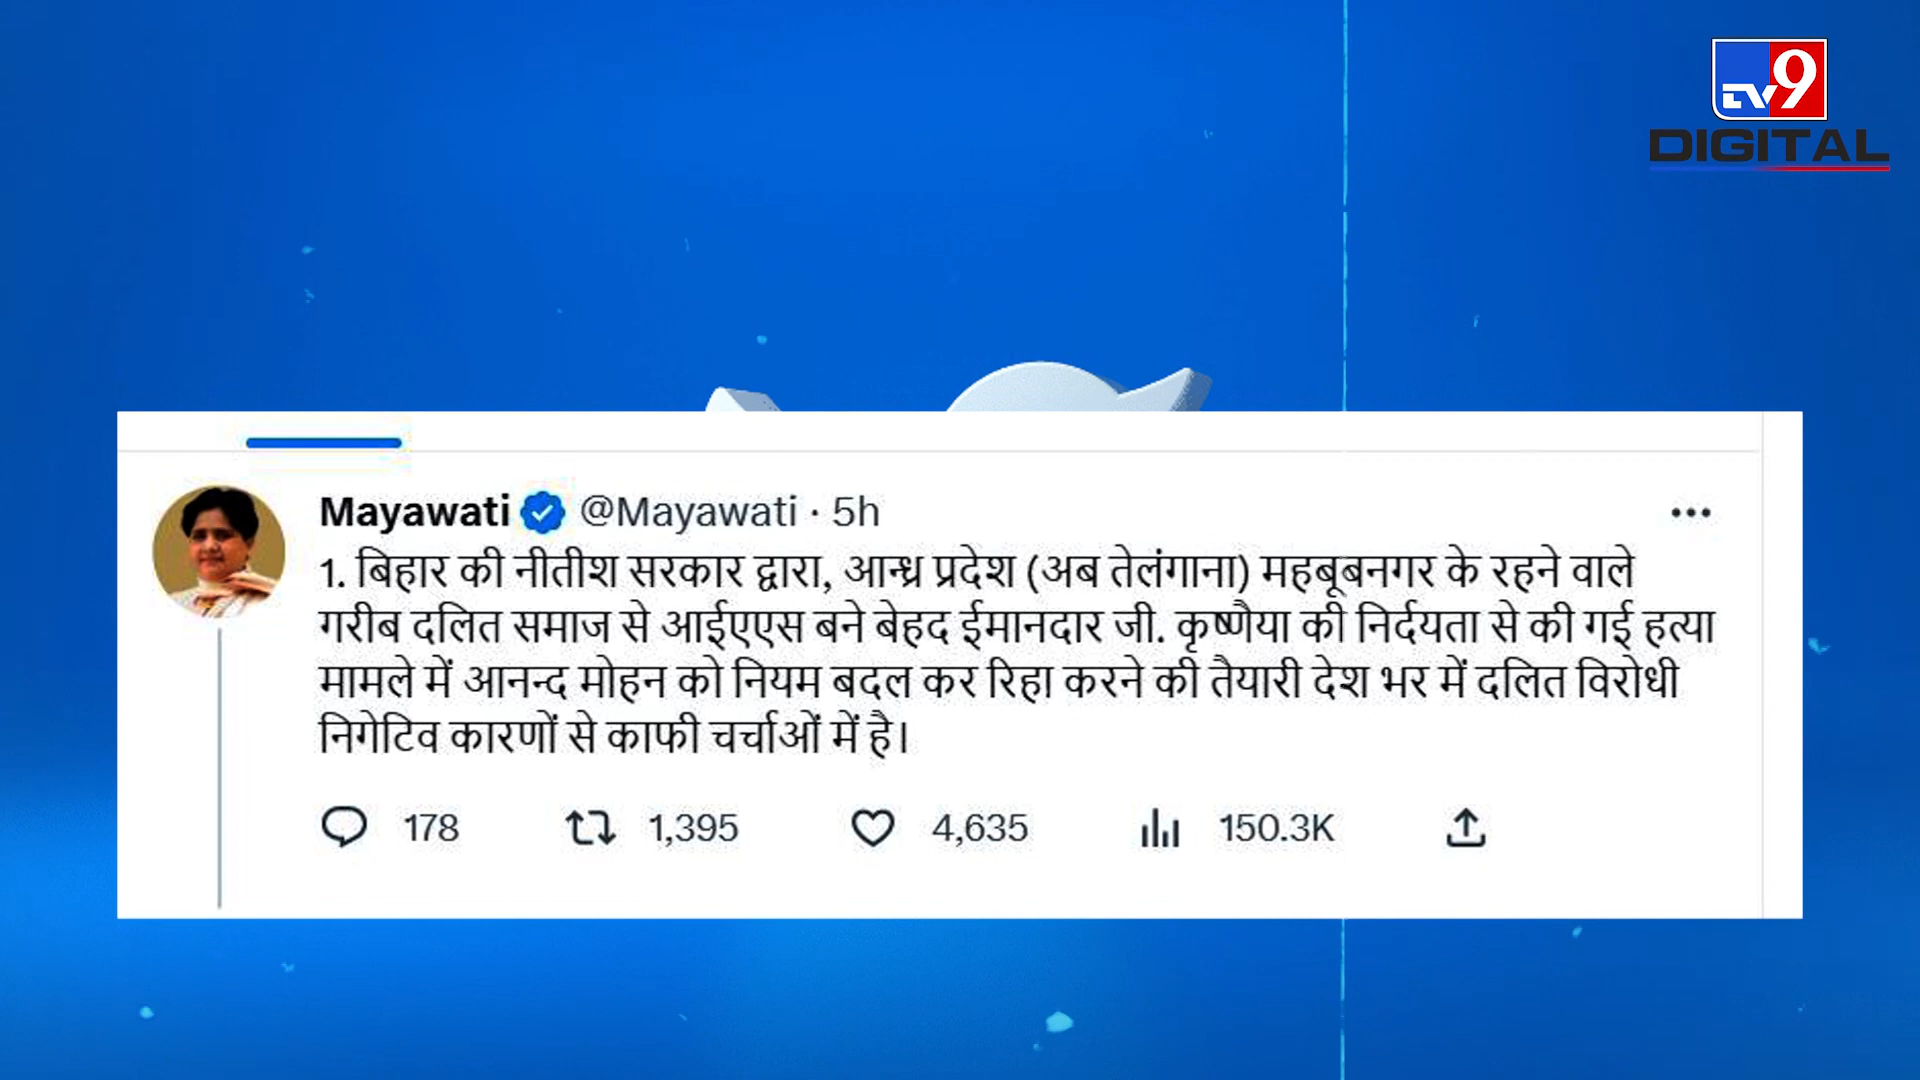 TV9
DIGITAL
Mayawati @Mayawati · 5h
1. बिहार की नीतीश सरकार द्वारा, आन्ध्र प्रदेश (अब तेलंगाना) महबूबनगर के रहने वाले
गरीब दलित समाज से आईएएस बने बेहद ईमानदार जी. कृष्णैया की निर्दयता से की गई हत्या
मामले में आनन्द मोहन को नियम बदल कर रिहा करने की तैयारी देश भर में दलित विरोधी
निगेटिव कारणों से काफी चर्चाओं में है।
178 1,395 4,635 150.3K